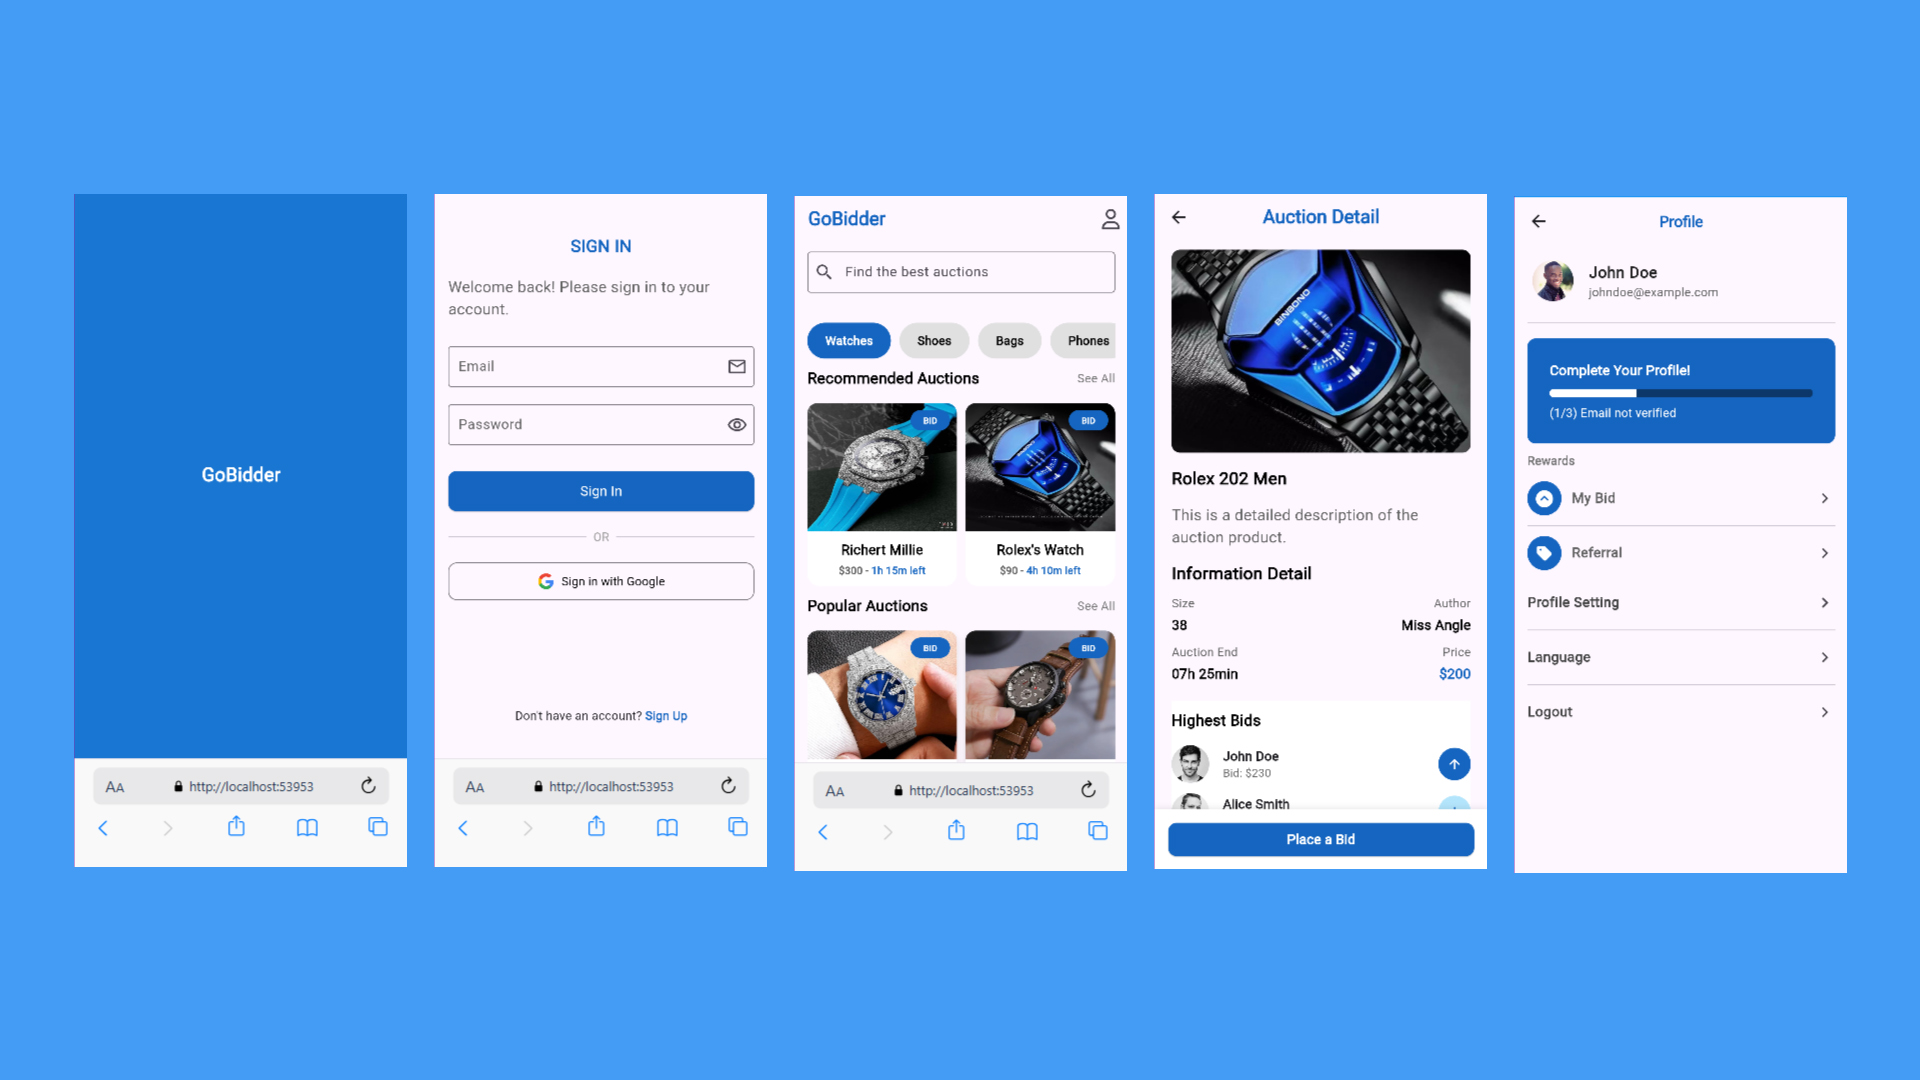 GoBidder
AA
http://localhost:53953
SIGN IN
Welcome back! Please sign in to your
account.
Email
Password
Sign In
OR
Sign in with Google
Don't have an account? Sign Up
AA
http://localhost:53953
GoBidder
Find the best auctions
Watches
Shoes
Bags
Phones
Recommended Auctions
See All
BID
BID
Richert Millie
$300 - 1h 15m left
Rolex's Watch
$90 - 4h 10m left
Popular Auctions
See All
BID
BID
AA
http://localhost:53953
Auction Detail
BINBOND
Rolex 202 Men
This is a detailed description of the
auction product.
Information Detail
Size
Author
38
Miss Angle
Auction End
Price
07h 25min
$200
Highest Bids
John Doe
Bid: $230
Alice Smith
Place a Bid
Profile
John Doe
johndoe@example.com
Complete Your Profile!
(1/3) Email not verified
Rewards
My Bid
Referral
Profile Setting
Language
Logout